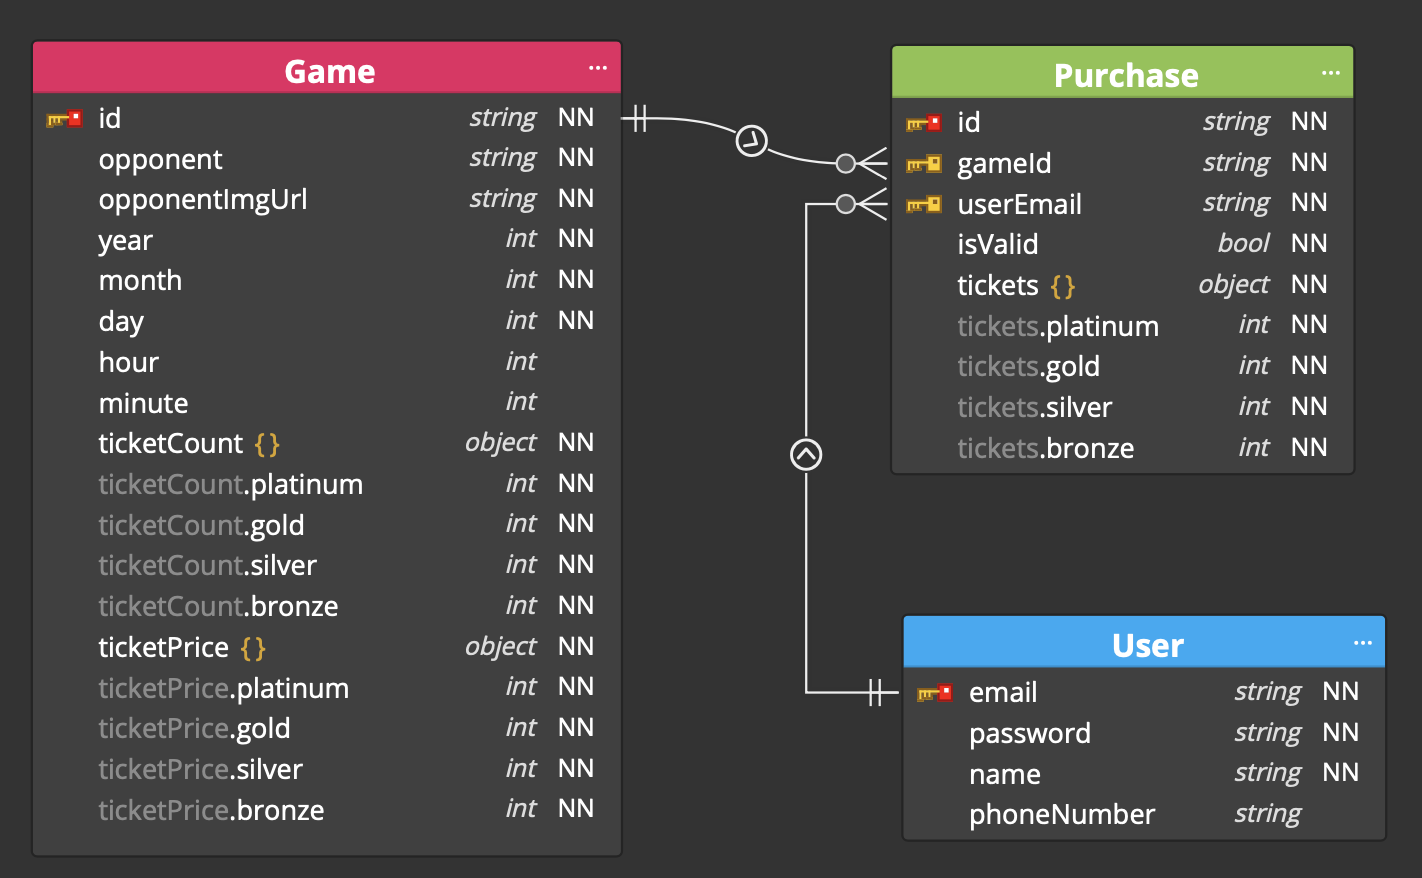 Game ...
id string NN
opponent string NN
opponentImgUrl string NN
year int NN
month int NN
day int NN
hour int
minute int
ticketCount {} object NN
ticketCount.platinum int NN
ticketCount.gold int NN
ticketCount.silver int NN
ticketCount.bronze int NN
ticketPrice {} object NN
ticketPrice.platinum int NN
ticketPrice.gold int NN
ticketPrice.silver int NN
ticketPrice.bronze int NN
Purchase ...
id string NN
gameId string NN
userEmail string NN
isValid bool NN
tickets {} object NN
tickets.platinum int NN
tickets.gold int NN
tickets.silver int NN
tickets.bronze int NN
User ...
email string NN
password string NN
name string NN
phoneNumber string